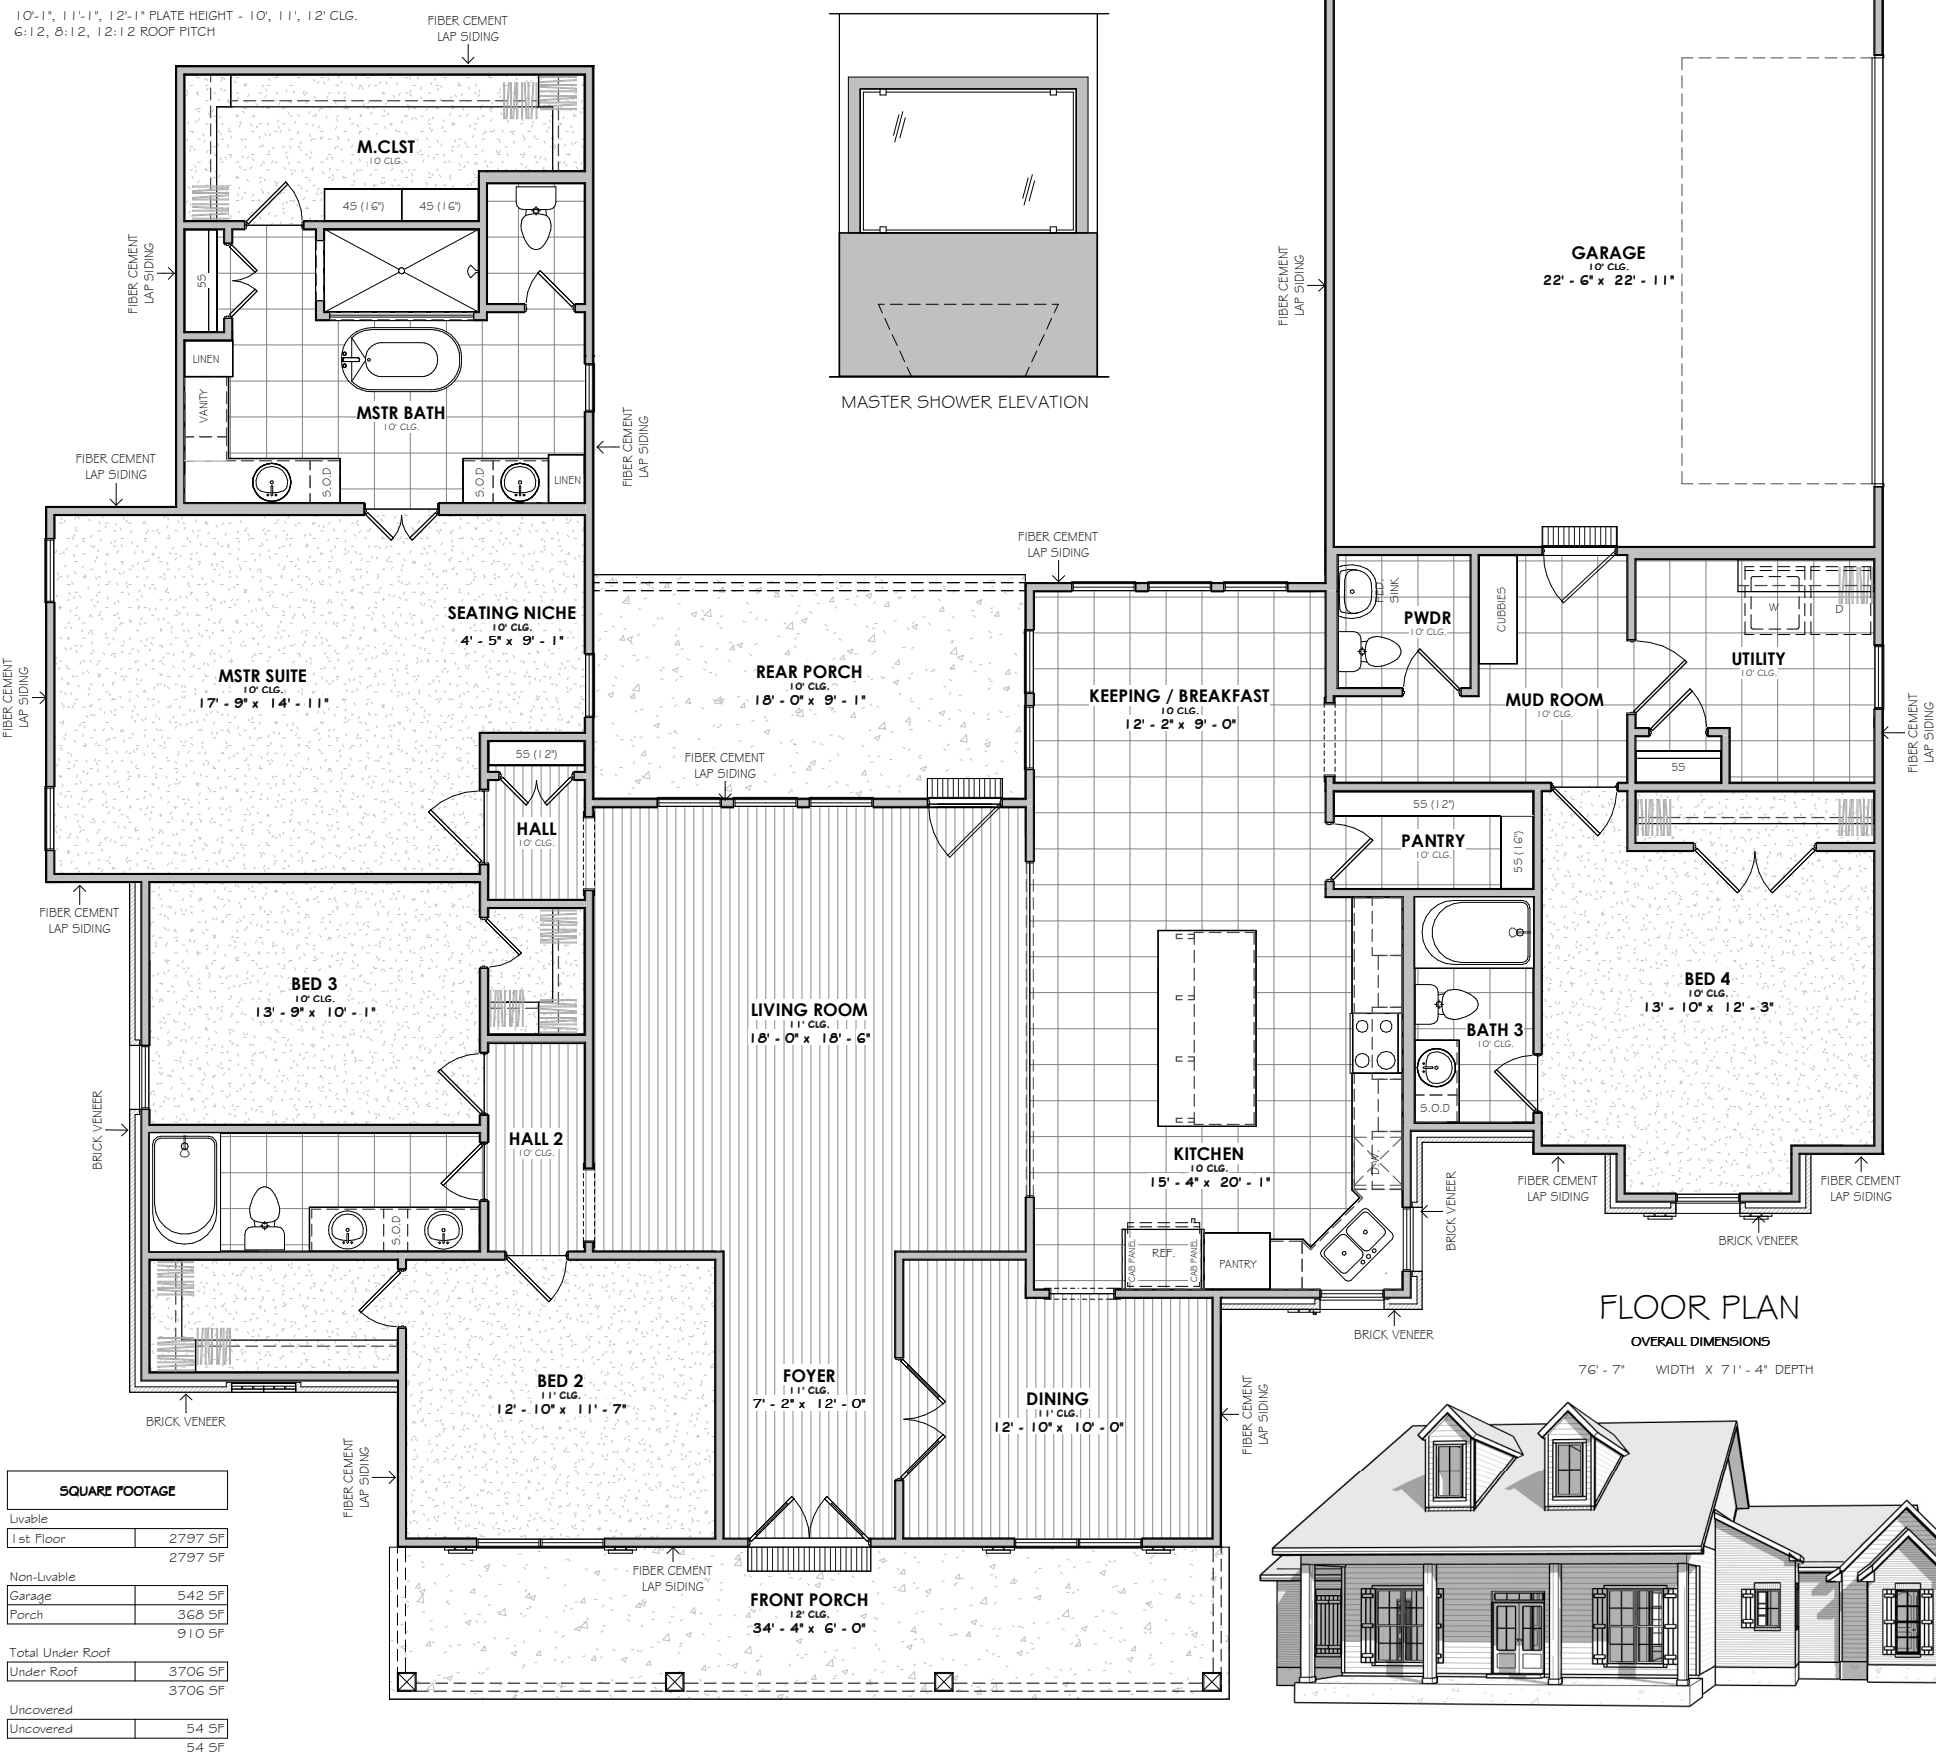 10'-1", 11'-1", 12'-1" PLATE HEIGHT - 10', 11', 12' CLG.
6:12, 8:12, 12:12 ROOF PITCH
FIBER CEMENT
LAP SIDING
M.CLST
10 CLG.
4S (16")
4S (16")
FIBER CEMENT
LAP SIDING
5S
LINEN
VANITY
MSTR BATH
10' CLG.
S.O.D
S.O.D
LINEN
FIBER CEMENT
LAP SIDING
FIBER CEMENT
LAP SIDING
MASTER SHOWER ELEVATION
FIBER CEMENT
LAP SIDING
GARAGE
10' CLG.
22' - 6" x 22' - 11"
SEATING NICHE
10' CLG.
4' - 5" x 9' - 1"
MSTR SUITE
10' CLG.
17' - 9" x 14' - 11"
FIBER CEMENT
LAP SIDING
FIBER CEMENT
LAP SIDING
REAR PORCH
10' CLG.
18' - 0" x 9' - 1"
FIBER CEMENT
LAP SIDING
FIBER CEMENT
LAP SIDING
KEEPING / BREAKFAST
10 CLG.
12' - 2" x 9' - 0"
PED.
SINK
PWDR
10' CLG.
CUBBIES
MUD ROOM
10' CLG.
W
D
UTILITY
10' CLG.
5S
FIBER CEMENT
LAP SIDING
5S (12")
HALL
10' CLG.
5S (12")
PANTRY
10' CLG.
5S (16")
BED 3
10' CLG.
13' - 9" x 10' - 1"
LIVING ROOM
11' CLG.
18' - 0" x 18' - 6"
BED 4
10' CLG.
13' - 10" x 12' - 3"
BATH 3
10' CLG.
S.O.D
BRICK VENEER
HALL 2
10' CLG.
S.O.D
KITCHEN
10 CLG.
15' - 4" x 20' - 1"
D.W.
CAB PANEL
REF.
CAB PANEL
PANTRY
BRICK VENEER
FIBER CEMENT
LAP SIDING
FIBER CEMENT
LAP SIDING
BRICK VENEER
BRICK VENEER
FLOOR PLAN
OVERALL DIMENSIONS
76' - 7" WIDTH X 71' - 4" DEPTH
BED 2
11' CLG.
12' - 10" x 11' - 7"
FOYER
11' CLG.
7' - 2" x 12' - 0"
DINING
11' CLG.
12' - 10" x 10' - 0"
FIBER CEMENT
LAP SIDING
BRICK VENEER
FIBER CEMENT
LAP SIDING
FIBER CEMENT
LAP SIDING
FRONT PORCH
12' CLG.
34' - 4" x 6' - 0"
SQUARE FOOTAGE
Livable
1st Floor 2797 SF
2797 SF
Non-Livable
Garage 542 SF
Porch 368 SF
910 SF
Total Under Roof
Under Roof 3706 SF
3706 SF
Uncovered
Uncovered 54 SF
54 SF